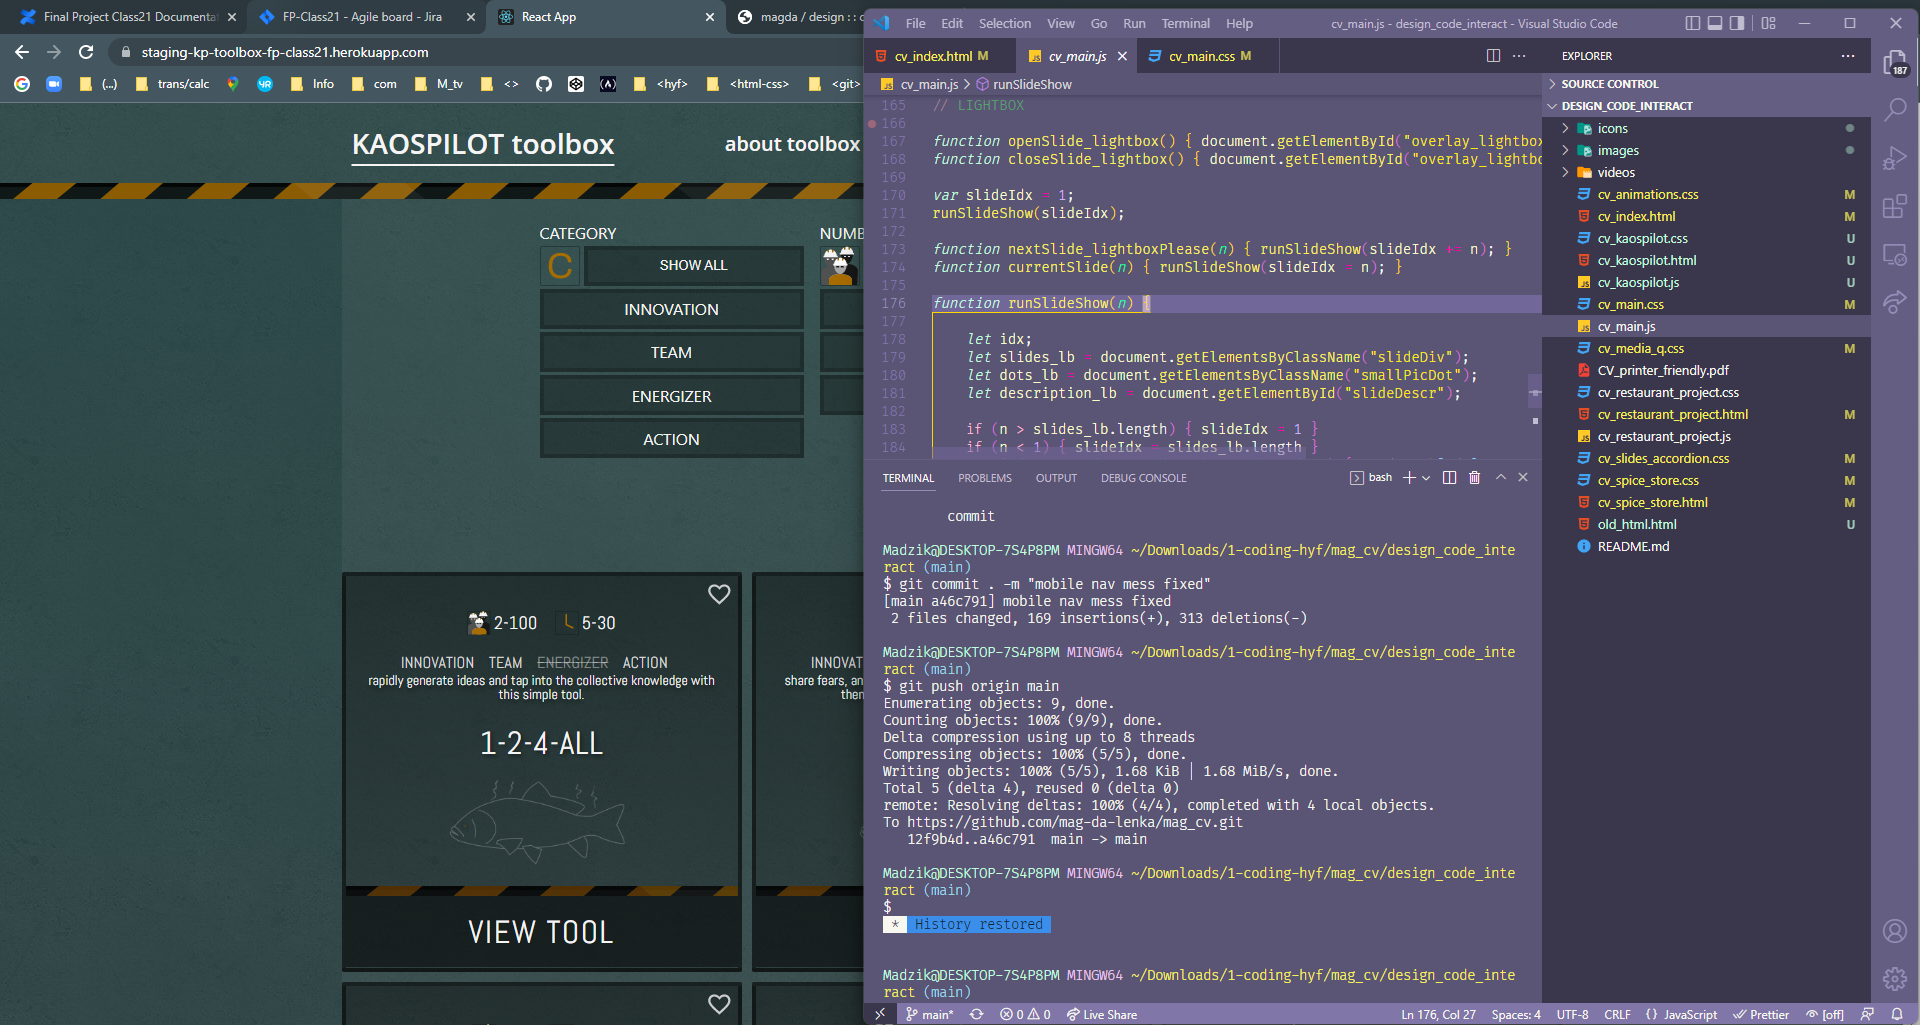 Final Project Class21 Documenta
FP-Class21 - Agile board - Jira
React App
magda / design :: c
staging-kp-toolbox-fp-class21.herokuapp.com
(...)
trans/calc
YR
Info
com
M_tv
<>
(A)
<hyf>
<html-css>
<git>
KAOSPILOT toolbox
about toolbox
CATEGORY
NUMB
C
SHOW ALL
INNOVATION
TEAM
ENERGIZER
ACTION
2-100
5-30
INNOVATION TEAM ENERGIZER ACTION
rapidly generate ideas and tap into the collective knowledge with
this simple tool.
1-2-4-ALL
VIEW TOOL
INNOVAT
share fears, an
then
File Edit Selection View Go Run Terminal Help
cv_main.js - design_code_interact - Visual Studio Code
cv_index.html M
cv_main.js
cv_main.css M
cv_main.js > runSlideShow
165 // LIGHTBOX
166
167 function openSlide_lightbox() { document.getElementById("overlay_lightbox
168 function closeSlide_lightbox() { document.getElementById("overlay_lightbo
169
170 var slideIdx = 1;
171 runSlideShow(slideIdx);
172
173 function nextSlide_lightboxPlease(n) { runSlideShow(slideIdx += n); }
174 function currentSlide(n) { runSlideShow(slideIdx = n); }
175
176 function runSlideShow(n) {
177
178 let idx;
179 let slides_lb = document.getElementsByClassName("slideDiv");
180 let dots_lb = document.getElementsByClassName("smallPicDot");
181 let description_lb = document.getElementById("slideDescr");
182
183 if (n > slides_lb.length) { slideIdx = 1 }
184 if (n < 1) { slideIdx = slides_lb.length }
TERMINAL PROBLEMS OUTPUT DEBUG CONSOLE
bash
commit
Madzik@DESKTOP-7S4P8PM MINGW64 ~/Downloads/1-coding-hyf/mag_cv/design_code_inte
ract (main)
$ git commit . -m "mobile nav mess fixed"
[main a46c791] mobile nav mess fixed
2 files changed, 169 insertions(+), 313 deletions(-)
Madzik@DESKTOP-7S4P8PM MINGW64 ~/Downloads/1-coding-hyf/mag_cv/design_code_inte
ract (main)
$ git push origin main
Enumerating objects: 9, done.
Counting objects: 100% (9/9), done.
Delta compression using up to 8 threads
Compressing objects: 100% (5/5), done.
Writing objects: 100% (5/5), 1.68 KiB | 1.68 MiB/s, done.
Total 5 (delta 4), reused 0 (delta 0)
remote: Resolving deltas: 100% (4/4), completed with 4 local objects.
To https://github.com/mag-da-lenka/mag_cv.git
12f9b4d..a46c791 main -> main
Madzik@DESKTOP-7S4P8PM MINGW64 ~/Downloads/1-coding-hyf/mag_cv/design_code_inte
ract (main)
$
* History restored
Madzik@DESKTOP-7S4P8PM MINGW64 ~/Downloads/1-coding-hyf/mag_cv/design_code_inte
ract (main)
EXPLORER
SOURCE CONTROL
DESIGN_CODE_INTERACT
icons
images
videos
cv_animations.css M
cv_index.html M
cv_kaospilot.css U
cv_kaospilot.html U
cv_kaospilot.js U
cv_main.css M
cv_main.js
cv_media_q.css M
CV_printer_friendly.pdf
cv_restaurant_project.css
cv_restaurant_project.html M
cv_restaurant_project.js
cv_slides_accordion.css M
cv_spice_store.css M
cv_spice_store.html M
old_html.html U
README.md
187
main*
0 0
Live Share
Ln 176, Col 27
Spaces: 4
UTF-8
CRLF
{} JavaScript
Prettier
[off]